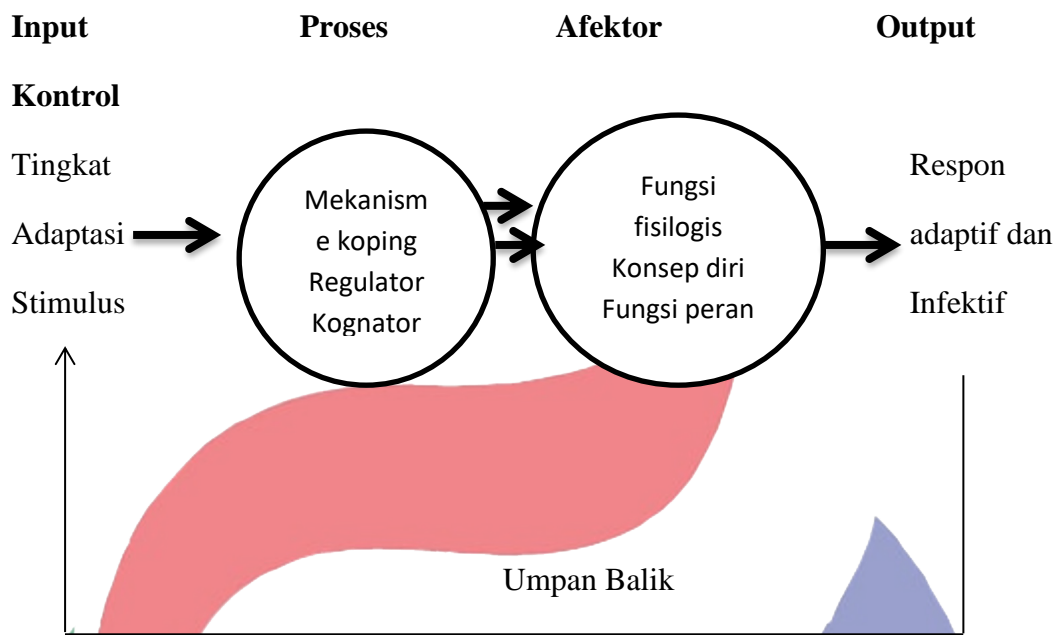 Input Proses Afektor Output
Kontrol
Tingkat
Adaptasi
Stimulus
Mekanism
e koping
Regulator
Kognator
Fungsi
fisilogis
Konsep diri
Fungsi peran
Respon
adaptif dan
Infektif
Umpan Balik